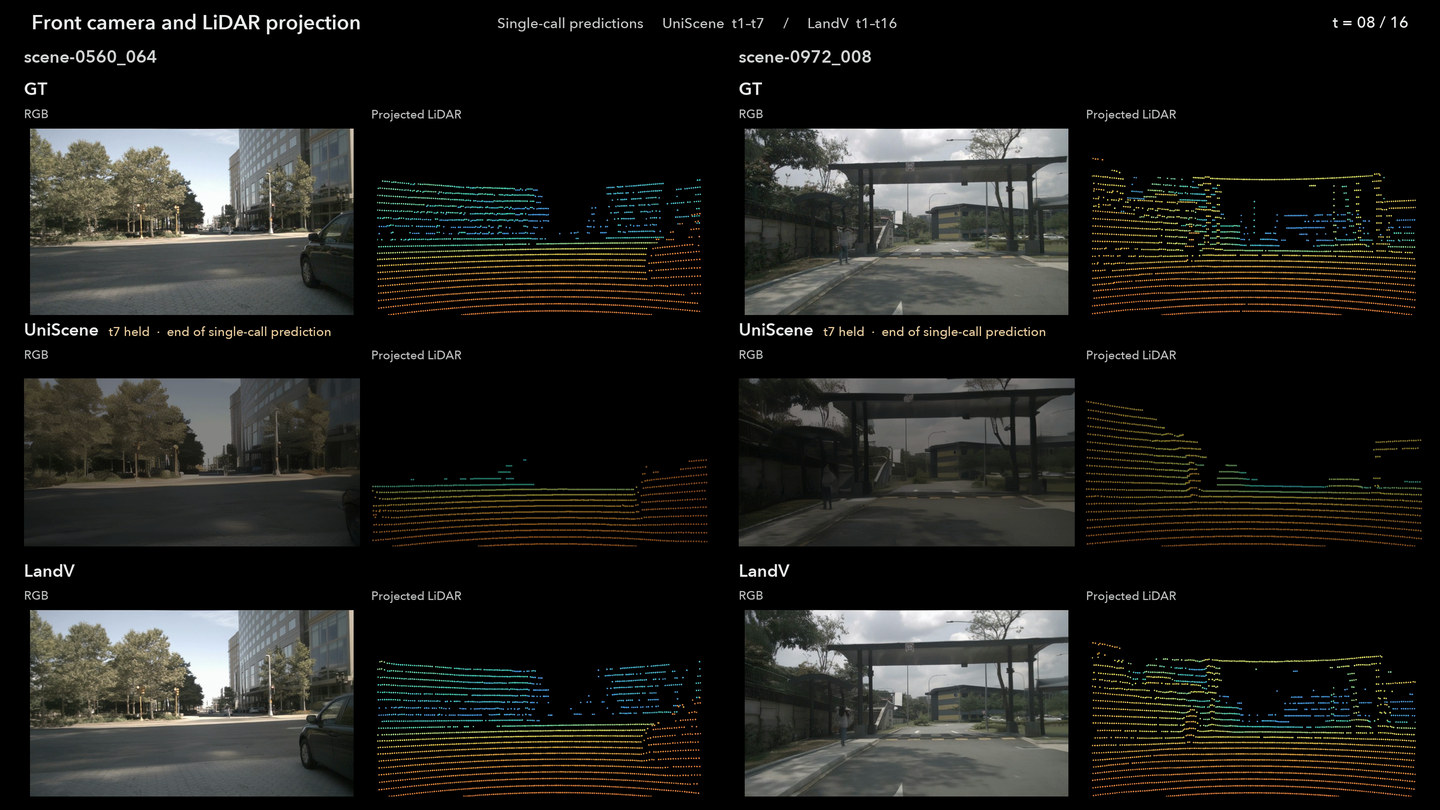 Front camera and LiDAR projection
Single-call predictions UniScene t1–t7 / LandV t1–t16
t = 08 / 16
scene-0560_064
GT
RGB
Projected LiDAR
UniScene t7 held · end of single-call prediction
RGB
Projected LiDAR
LandV
RGB
Projected LiDAR
scene-0972_008
GT
RGB
Projected LiDAR
UniScene t7 held · end of single-call prediction
RGB
Projected LiDAR
LandV
RGB
Projected LiDAR